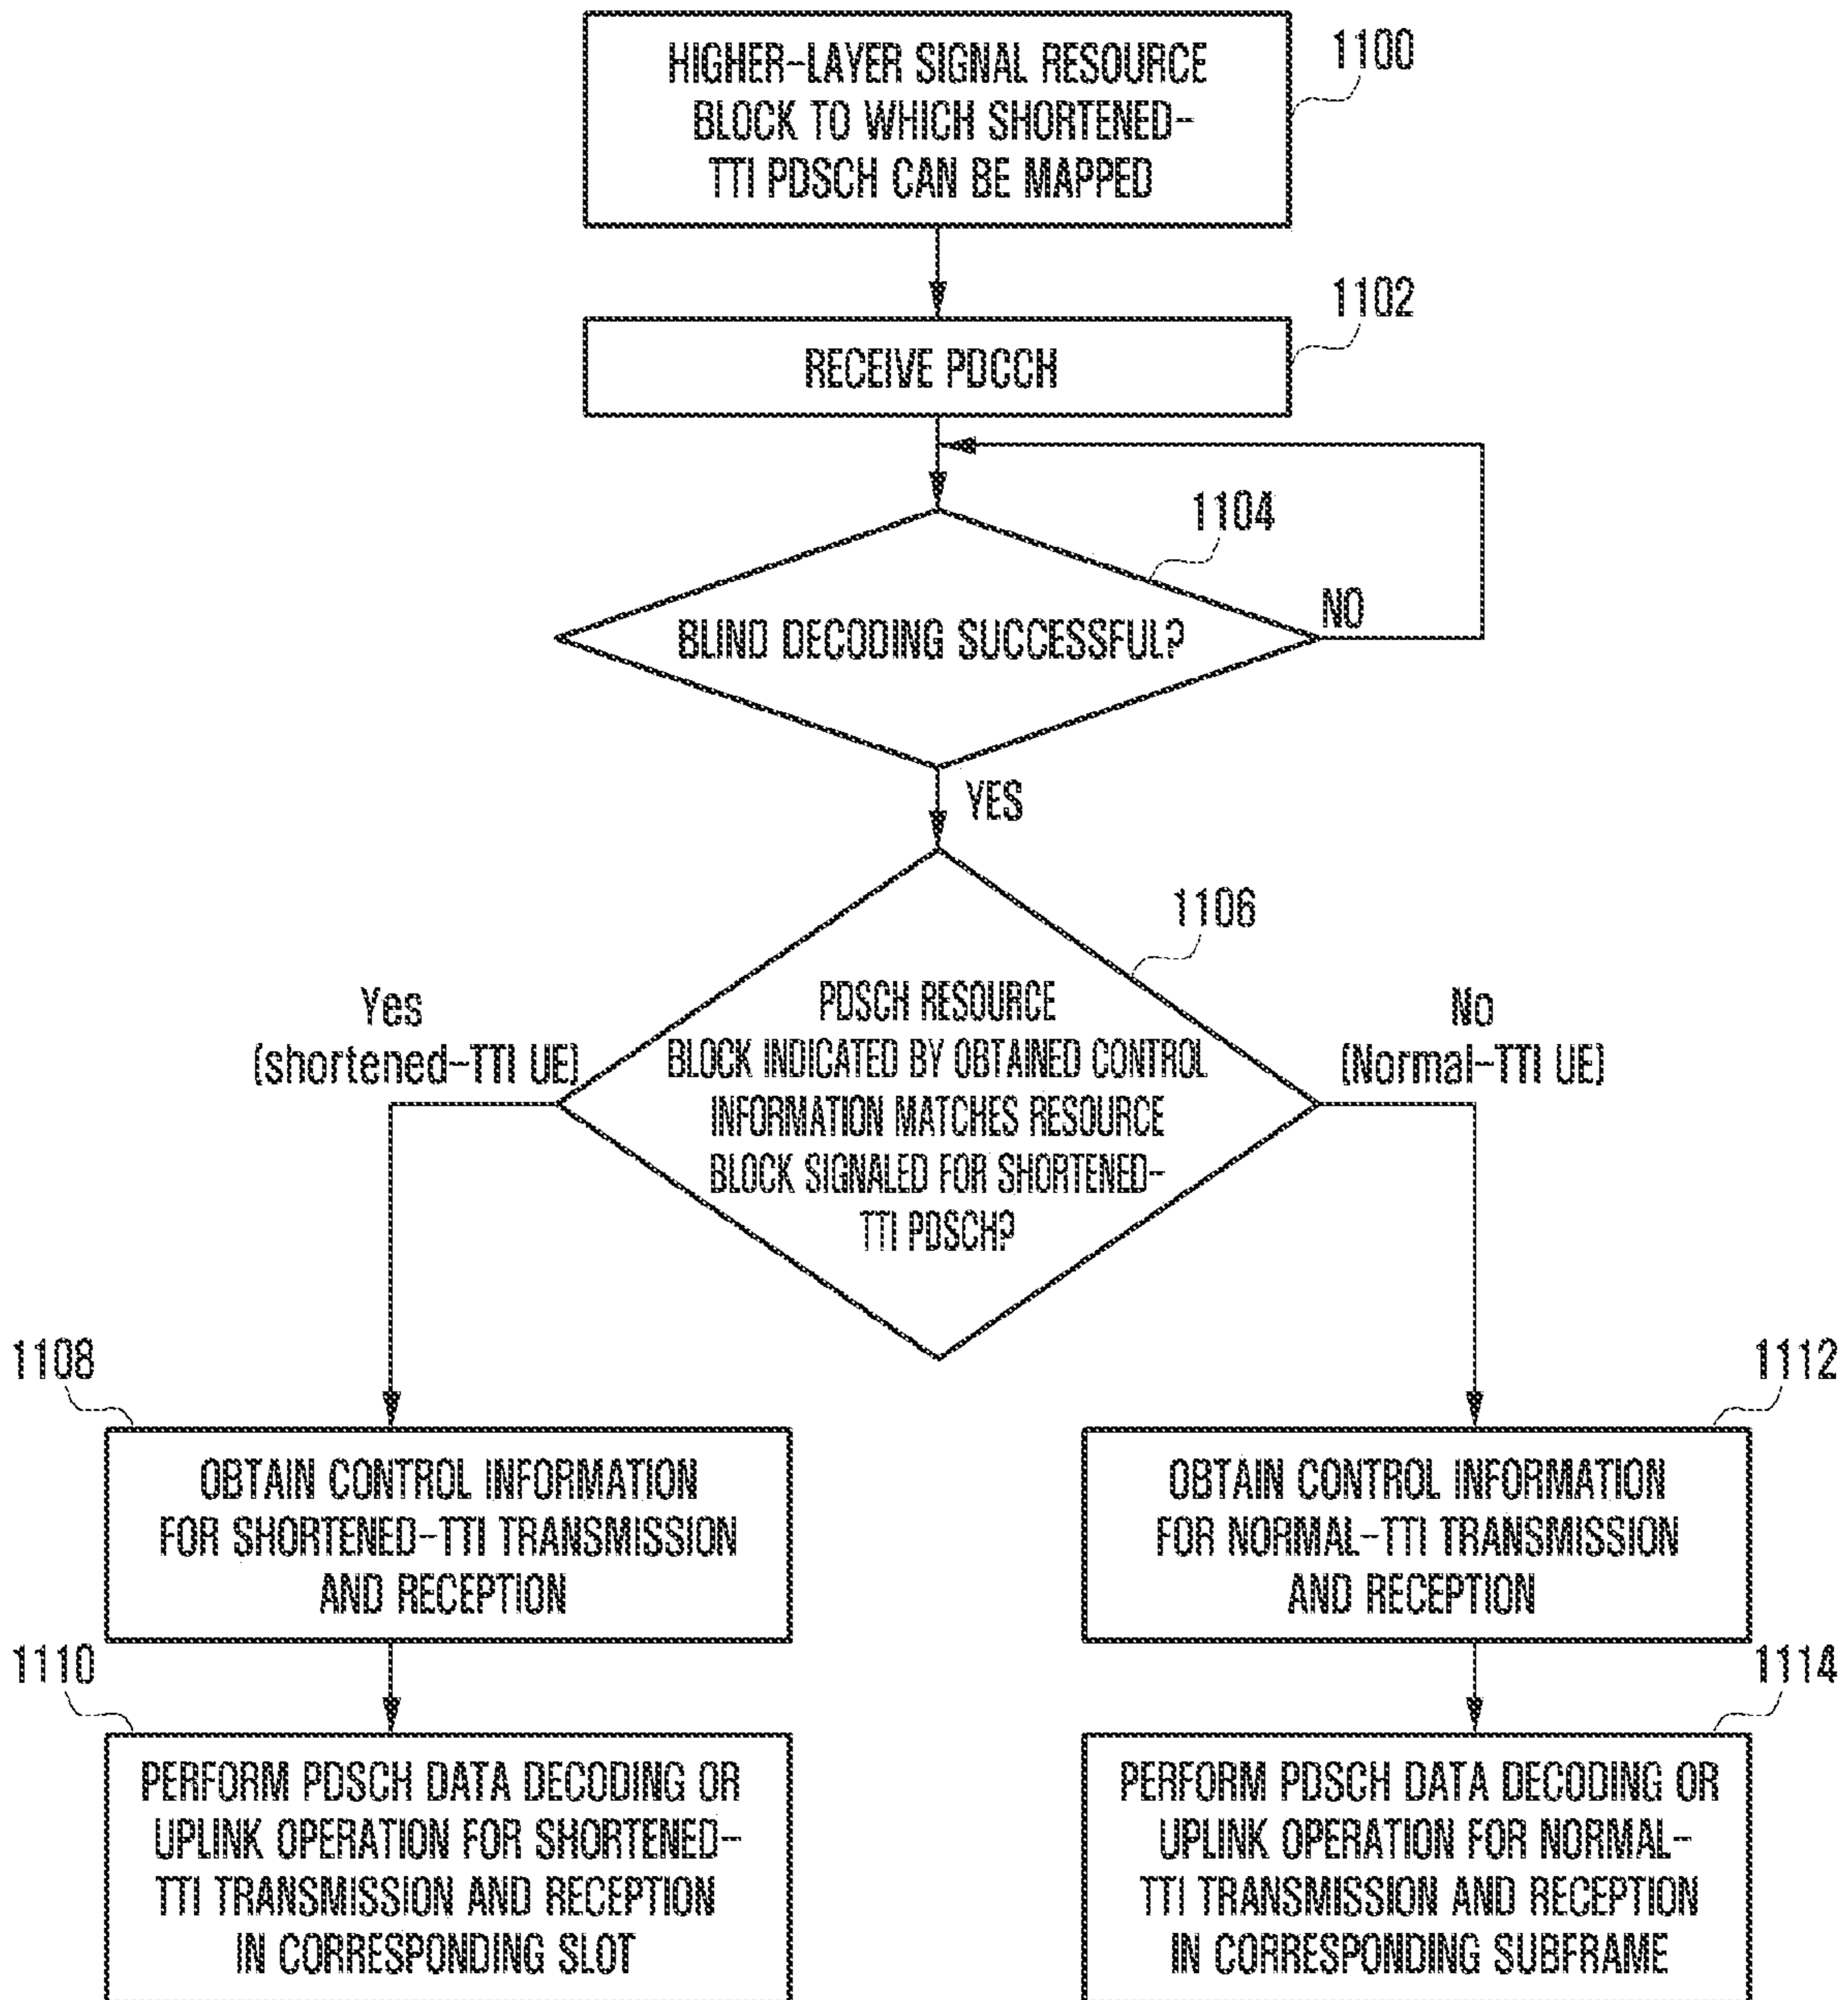 HIGHER-LAYER SIGNAL RESOURCE
BLOCK TO WHICH SHORTENED-
TTI PDSCH CAN BE MAPPED
1100
RECEIVE PDCCH
1102
1104
BLIND DECODING SUCCESSFUL?
NO
YES
1106
PDSCH RESOURCE
BLOCK INDICATED BY OBTAINED CONTROL
INFORMATION MATCHES RESOURCE
BLOCK SIGNALED FOR SHORTENED-
TTI PDSCH?
Yes
(shortened-TTI UE)
No
(Normal-TTI UE)
1108
OBTAIN CONTROL INFORMATION
FOR SHORTENED-TTI TRANSMISSION
AND RECEPTION
1112
OBTAIN CONTROL INFORMATION
FOR NORMAL-TTI TRANSMISSION
AND RECEPTION
1110
PERFORM PDSCH DATA DECODING OR
UPLINK OPERATION FOR SHORTENED-
TTI TRANSMISSION AND RECEPTION
IN CORRESPONDING SLOT
1114
PERFORM PDSCH DATA DECODING OR
UPLINK OPERATION FOR NORMAL-
TTI TRANSMISSION AND RECEPTION
IN CORRESPONDING SUBFRAME